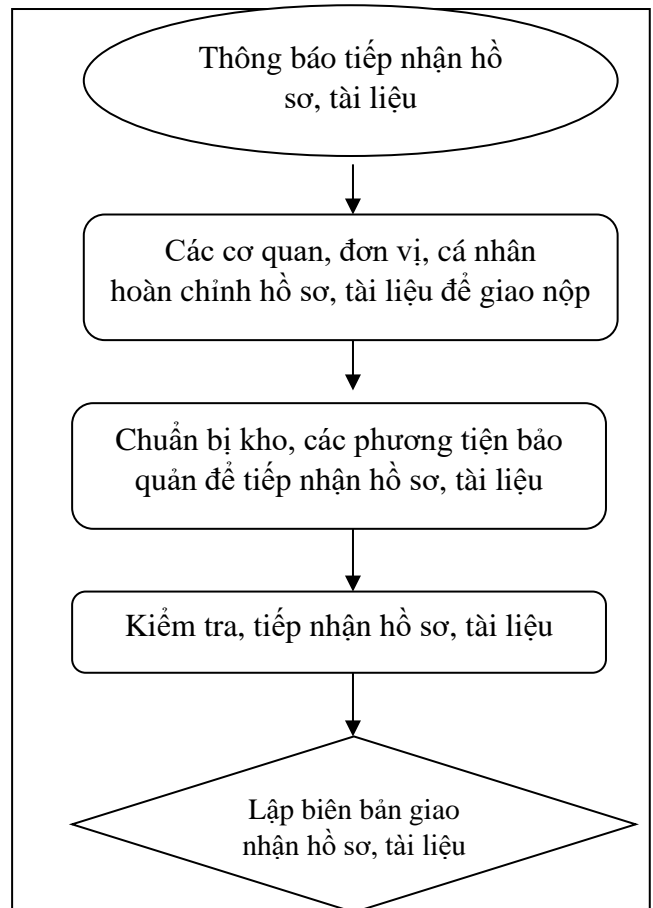 Thông báo tiếp nhận hồ
sơ, tài liệu
Các cơ quan, đơn vị, cá nhân
hoàn chỉnh hồ sơ, tài liệu để giao nộp
Chuẩn bị kho, các phương tiện bảo
quản để tiếp nhận hồ sơ, tài liệu
Kiểm tra, tiếp nhận hồ sơ, tài liệu
Lập biên bản giao
nhận hồ sơ, tài liệu